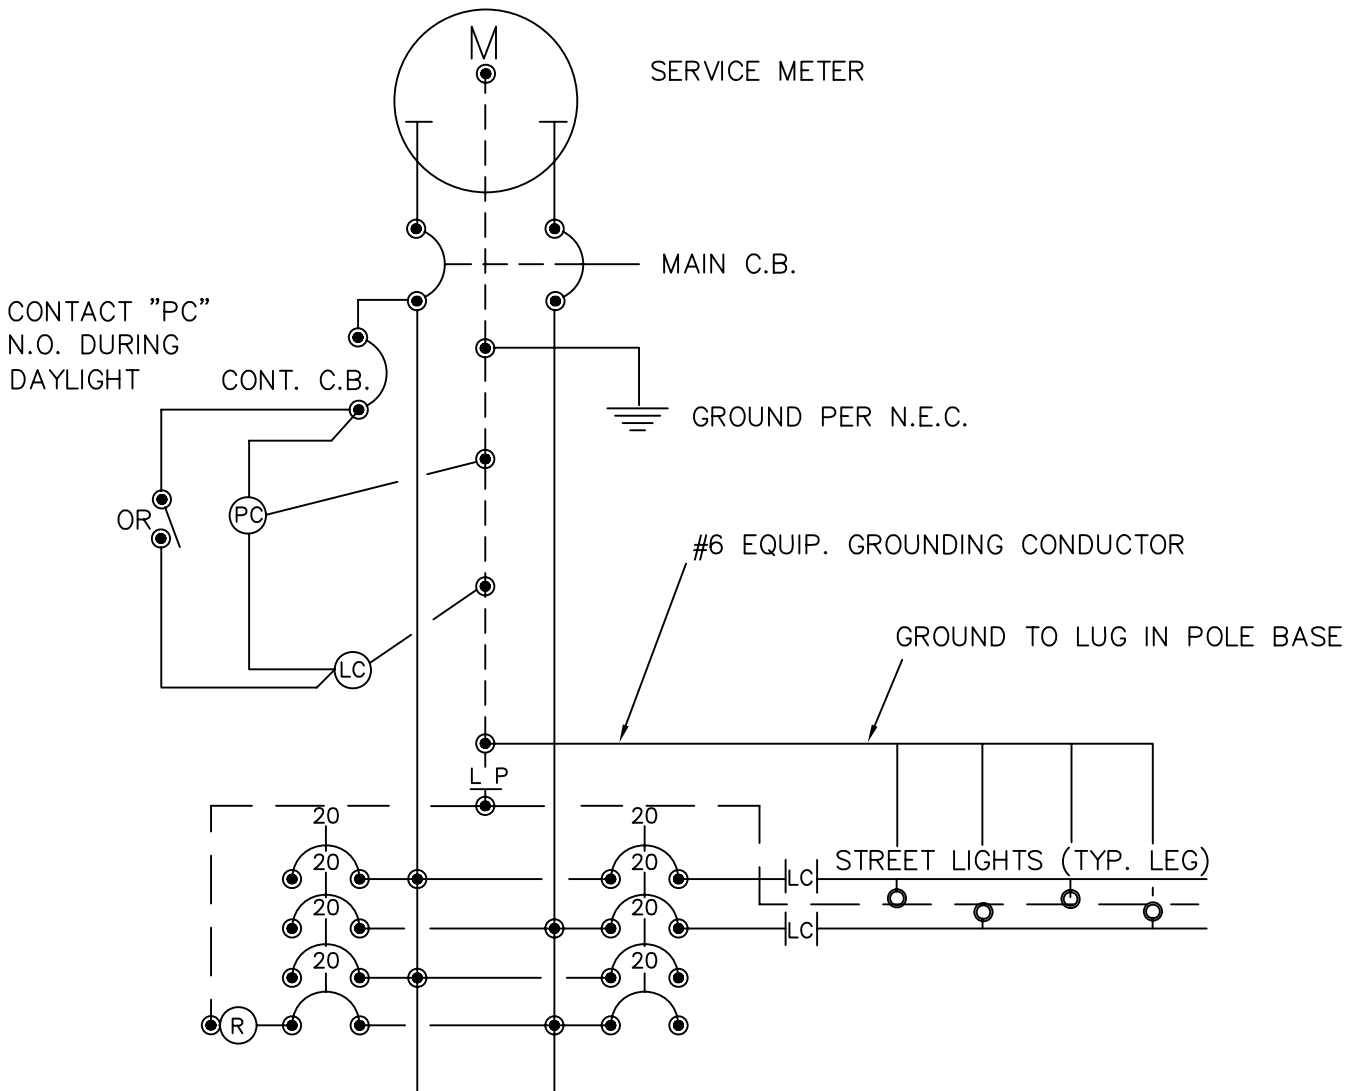 M
SERVICE METER
MAIN C.B.
CONTACT "PC"
N.O. DURING
DAYLIGHT
CONT. C.B.
GROUND PER N.E.C.
OR
PC
#6 EQUIP. GROUNDING CONDUCTOR
GROUND TO LUG IN POLE BASE
LC
L P
20 20
20 20
STREET LIGHTS (TYP. LEG)
LC
20 20
LC
20 20
R